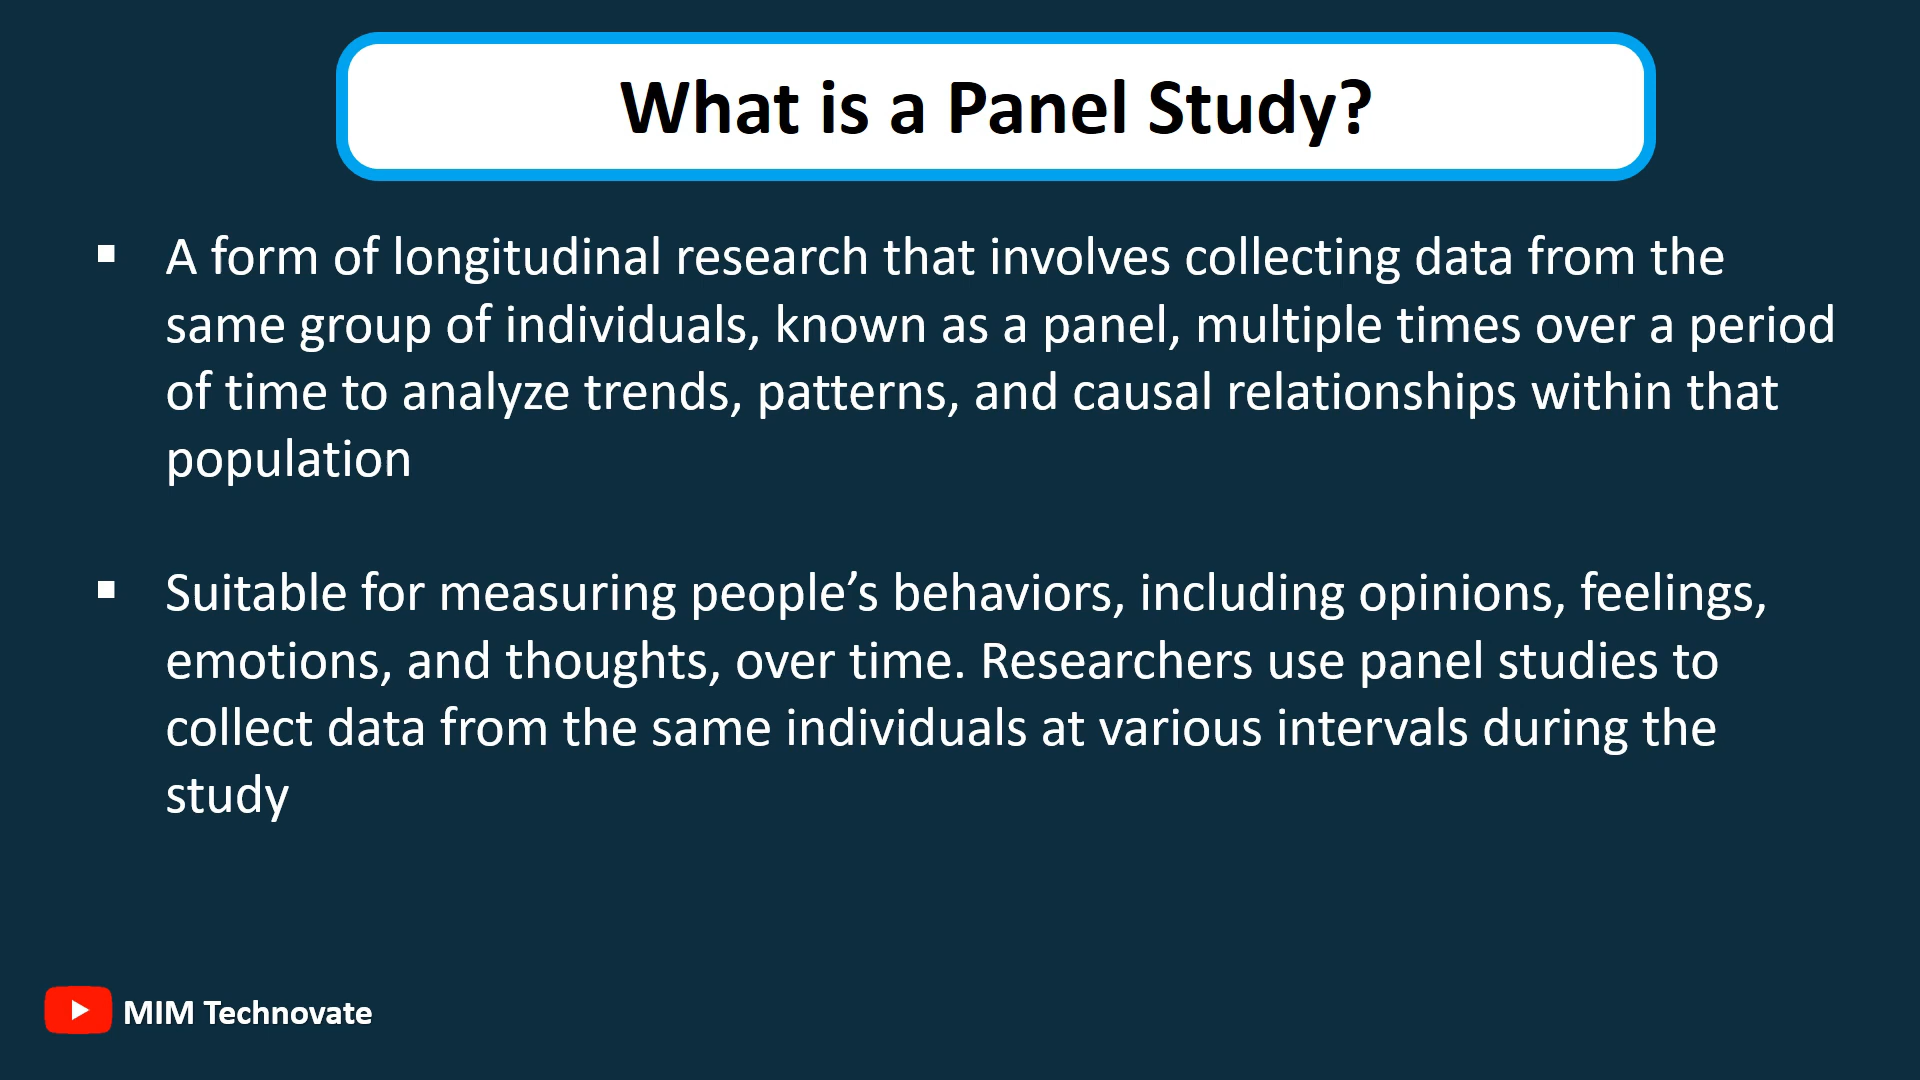 What is a Panel Study?
▪ A form of longitudinal research that involves collecting data from the
same group of individuals, known as a panel, multiple times over a period
of time to analyze trends, patterns, and causal relationships within that
population
▪ Suitable for measuring people’s behaviors, including opinions, feelings,
emotions, and thoughts, over time. Researchers use panel studies to
collect data from the same individuals at various intervals during the
study
MIM Technovate